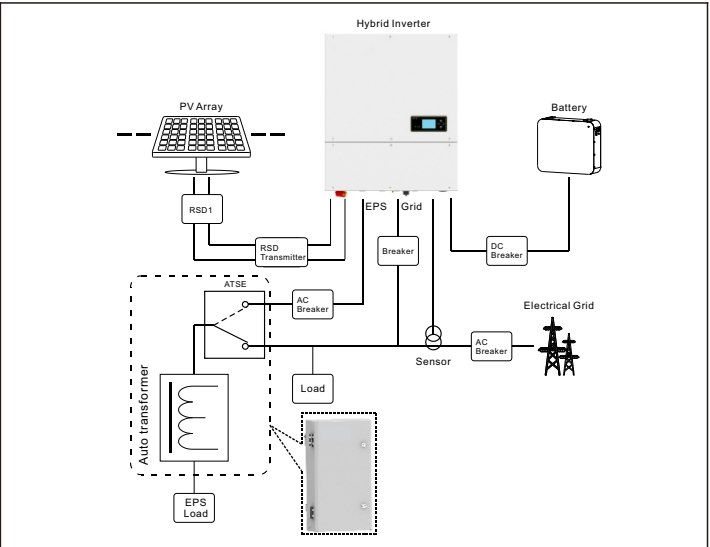 Hybrid Inverter
PV Array
Battery
RSD1
EPS
Grid
RSD
Transmitter
Breaker
DC
Breaker
ATSE
AC
Breaker
Electrical Grid
AC
Breaker
Sensor
Load
Auto transformer
EPS
Load